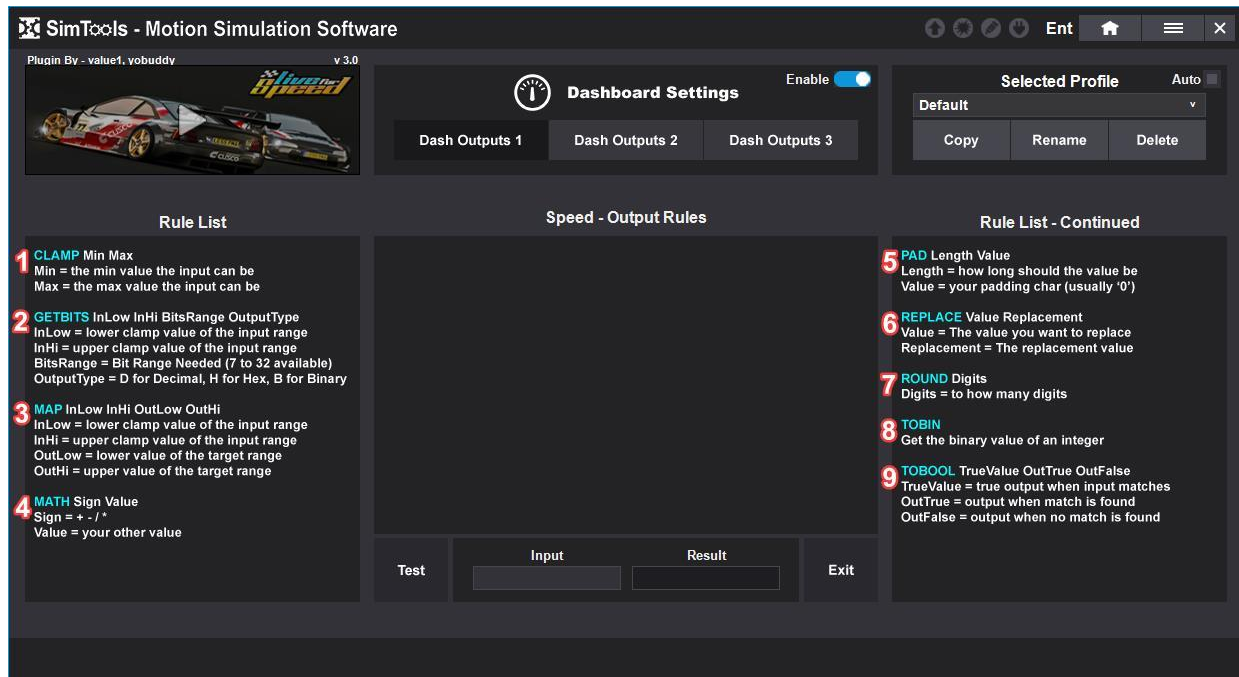 SimTools - Motion Simulation Software
Ent
Plugin By - value1, yobuddy
v 3.0
Live For Speed
CUSCO
CUSCO
Dashboard Settings
Enable
Dash Outputs 1
Dash Outputs 2
Dash Outputs 3
Selected Profile
Auto
Default
v
Copy
Rename
Delete
Rule List
1
CLAMP Min Max
Min = the min value the input can be
Max = the max value the input can be
2
GETBITS InLow InHi BitsRange OutputType
InLow = lower clamp value of the input range
InHi = upper clamp value of the input range
BitsRange = Bit Range Needed (7 to 32 available)
OutputType = D for Decimal, H for Hex, B for Binary
3
MAP InLow InHi OutLow OutHi
InLow = lower clamp value of the input range
InHi = upper clamp value of the input range
OutLow = lower value of the target range
OutHi = upper value of the target range
4
MATH Sign Value
Sign = + - / *
Value = your other value
Speed - Output Rules
Test
Input
Result
Exit
Rule List - Continued
5
PAD Length Value
Length = how long should the value be
Value = your padding char (usually ‘0’)
6
REPLACE Value Replacement
Value = The value you want to replace
Replacement = The replacement value
7
ROUND Digits
Digits = to how many digits
8
TOBIN
Get the binary value of an integer
9
TOBOOL TrueValue OutTrue OutFalse
TrueValue = true output when input matches
OutTrue = output when match is found
OutFalse = output when no match is found